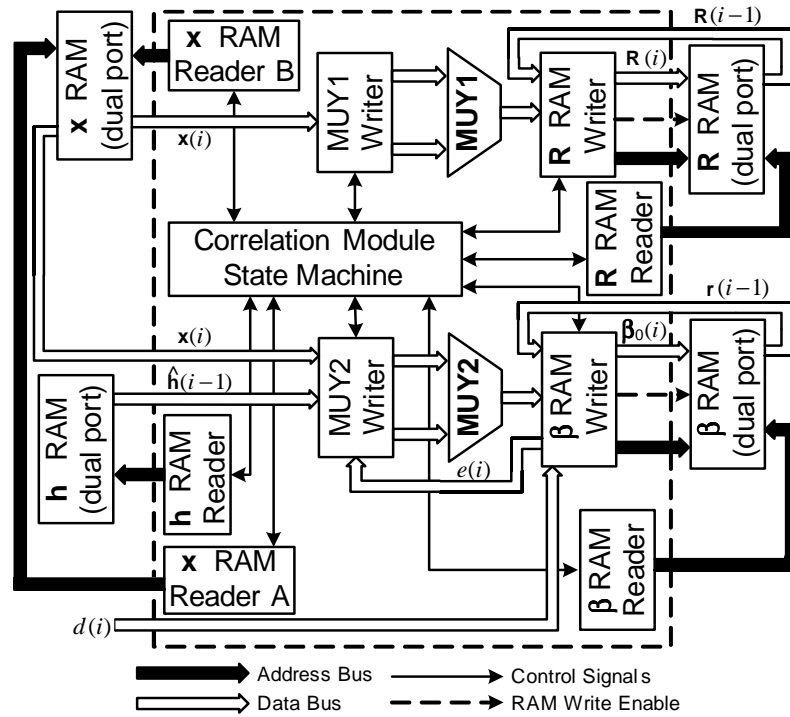 R(i−1)
x RAM
(dual port)
x RAM
Reader B
x(i)
MUY1
Writer
MUY1
R RAM
Writer
R(i)
R RAM
(dual port)
R RAM
Reader
Correlation Module
State Machine
r(i−1)
x(i)
ĥ(i−1)
MUY2
Writer
MUY2
β RAM
Writer
β₀(i)
β RAM
(dual port)
h RAM
(dual port)
h RAM
Reader
e(i)
x RAM
Reader A
β RAM
Reader
d(i)
Address Bus
Control Signals
Data Bus
RAM Write Enable